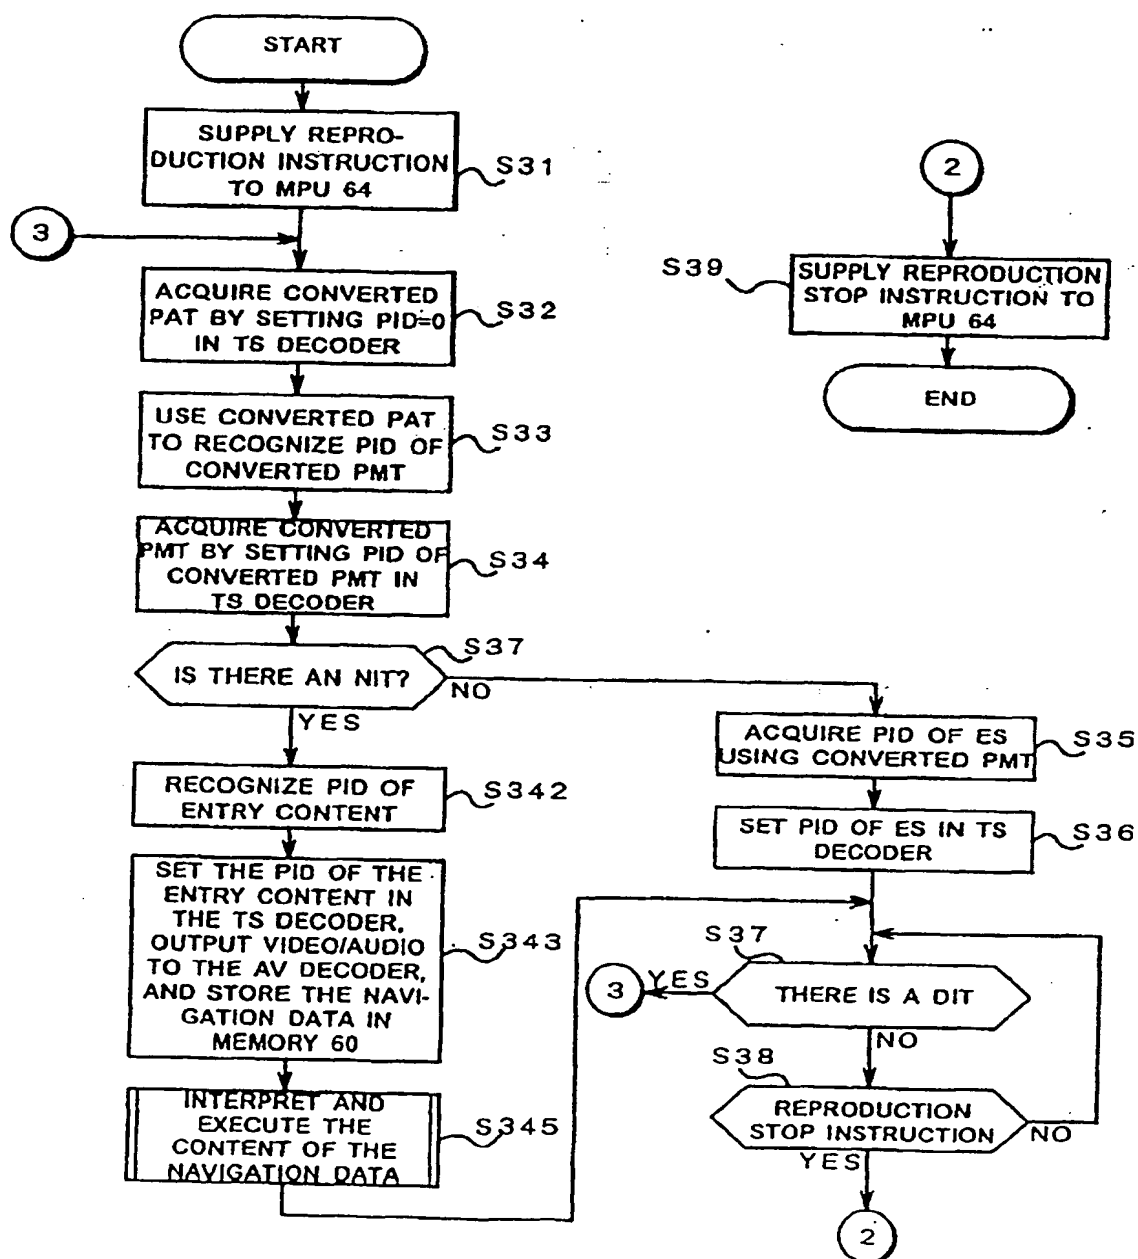 START
SUPPLY REPRO-
DUCTION INSTRUCTION
TO MPU 64
S31
3
ACQUIRE CONVERTED
PAT BY SETTING PID=0
IN TS DECODER
S32
USE CONVERTED PAT
TO RECOGNIZE PID OF
CONVERTED PMT
S33
ACQUIRE CONVERTED
PMT BY SETTING PID OF
CONVERTED PMT IN
TS DECODER
S34
S37
IS THERE AN NIT?
NO
YES
RECOGNIZE PID OF
ENTRY CONTENT
S342
SET THE PID OF THE
ENTRY CONTENT IN
THE TS DECODER,
OUTPUT VIDEO/AUDIO
TO THE AV DECODER,
AND STORE THE NAVI-
GATION DATA IN
MEMORY 60
S343
INTERPRET AND
EXECUTE THE
CONTENT OF THE
NAVIGATION DATA
S345
2
S39
SUPPLY REPRODUCTION
STOP INSTRUCTION TO
MPU 64
END
ACQUIRE PID OF ES
USING CONVERTED PMT
S35
SET PID OF ES IN TS
DECODER
S36
S37
YES
3
THERE IS A DIT
NO
S38
REPRODUCTION
STOP INSTRUCTION
NO
YES
2